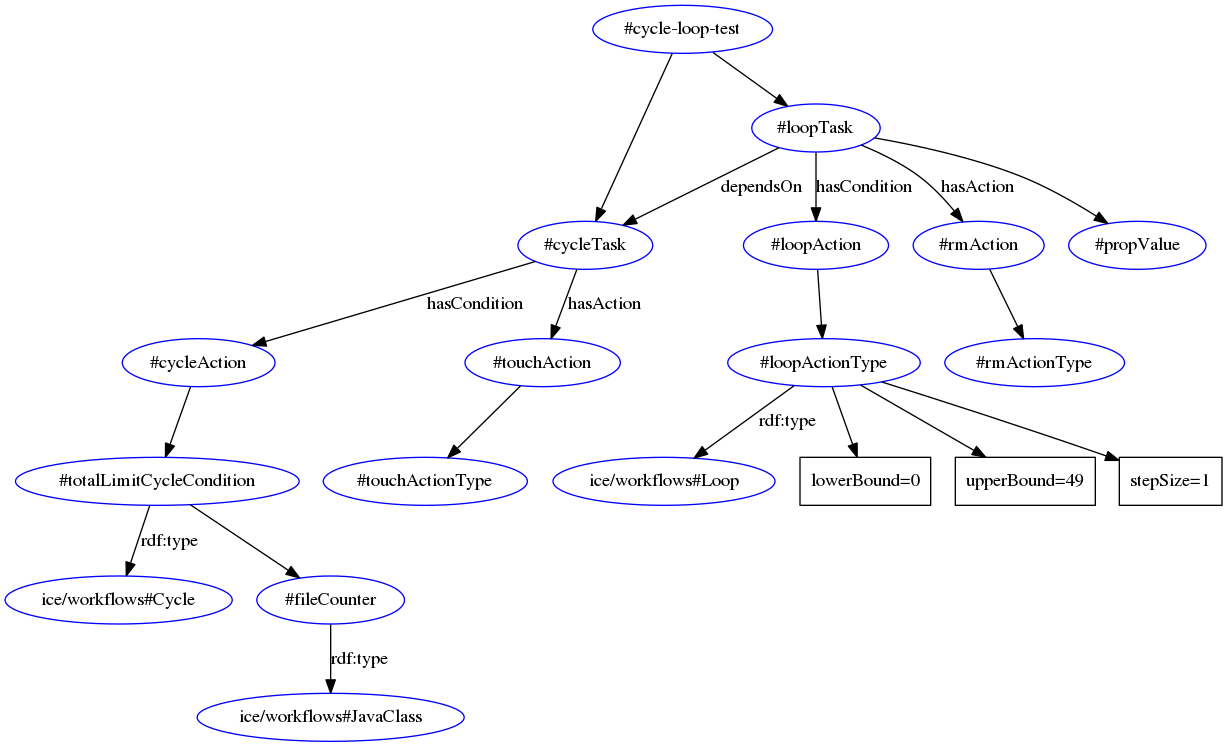 #cycle-loop-test
#loopTask
dependsOn
hasCondition
hasAction
#cycleTask
#loopAction
#rmAction
#propValue
hasCondition
hasAction
#cycleAction
#touchAction
#loopActionType
#rmActionType
rdf:type
#totalLimitCycleCondition
#touchActionType
ice/workflows#Loop
lowerBound=0
upperBound=49
stepSize=1
rdf:type
ice/workflows#Cycle
#fileCounter
rdf:type
ice/workflows#JavaClass